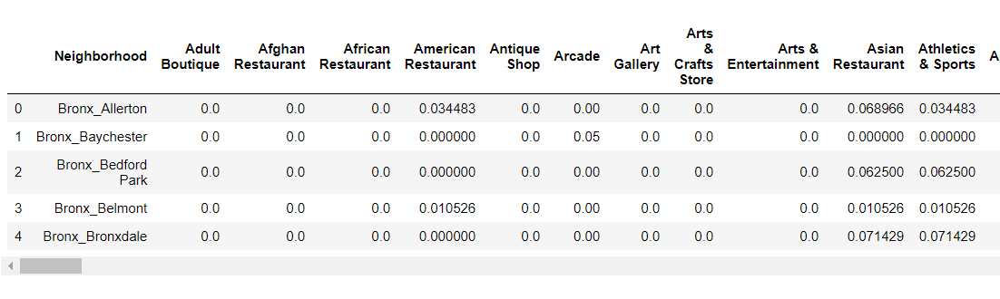 Neighborhood Adult Boutique Afghan Restaurant African Restaurant American Restaurant Antique Shop Arcade Art Gallery Arts & Crafts Store Arts & Entertainment Asian Restaurant Athletics & Sports A
0 Bronx_Allerton 0.0 0.0 0.0 0.034483 0.0 0.00 0.0 0.0 0.0 0.068966 0.034483
1 Bronx_Baychester 0.0 0.0 0.0 0.000000 0.0 0.05 0.0 0.0 0.0 0.000000 0.000000
2 Bronx_Bedford Park 0.0 0.0 0.0 0.000000 0.0 0.00 0.0 0.0 0.0 0.062500 0.062500
3 Bronx_Belmont 0.0 0.0 0.0 0.010526 0.0 0.00 0.0 0.0 0.0 0.010526 0.010526
4 Bronx_Bronxdale 0.0 0.0 0.0 0.000000 0.0 0.00 0.0 0.0 0.0 0.071429 0.071429